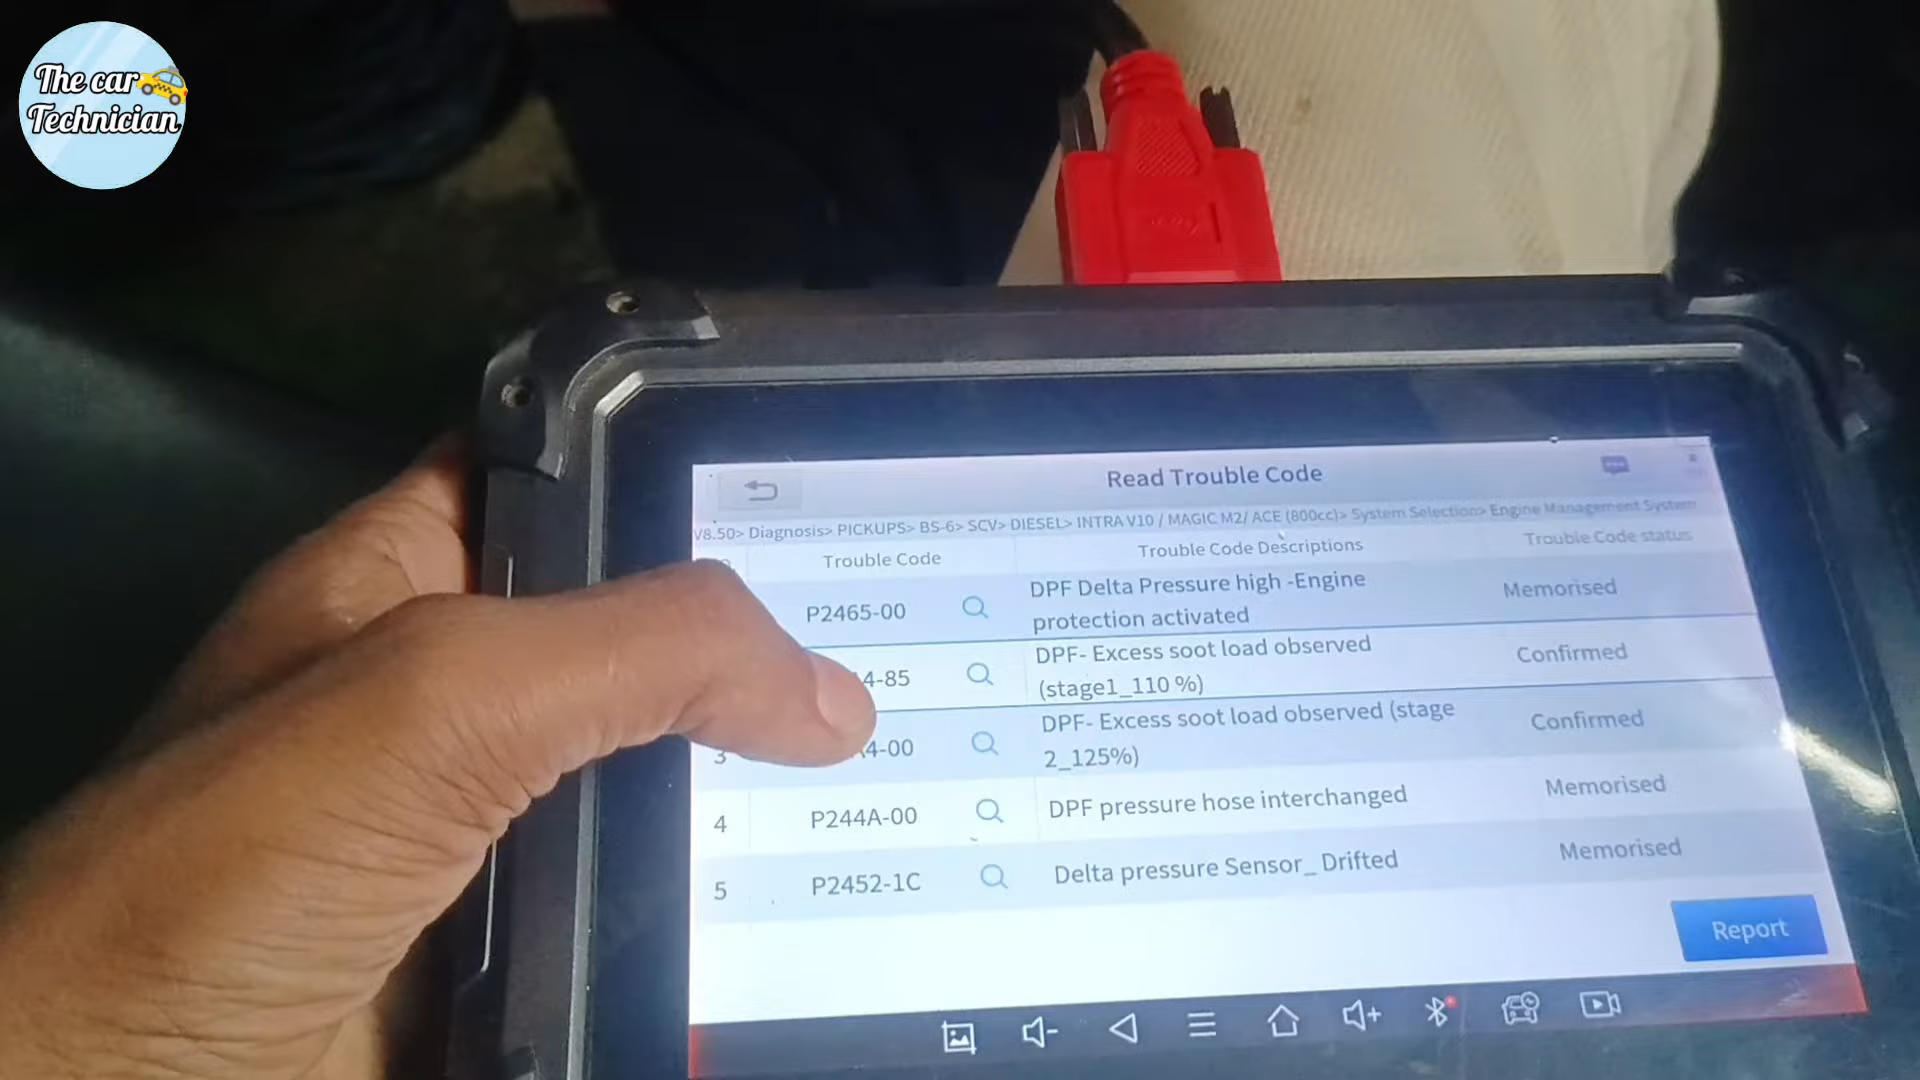 The car
Technician
Read Trouble Code
V8.50> Diagnosis> PICKUPS> BS-6> SCV> DIESEL> INTRA V10 / MAGIC M2/ ACE (800cc)> System Selection> Engine Management System
Trouble Code
Trouble Code Descriptions
Trouble Code status
P2465-00
DPF Delta Pressure high -Engine
protection activated
Memorised
4-85
DPF- Excess soot load observed
(stage1_110 %)
Confirmed
3
4-00
DPF- Excess soot load observed (stage
2_125%)
Confirmed
4
P244A-00
DPF pressure hose interchanged
Memorised
5
P2452-1C
Delta pressure Sensor_ Drifted
Memorised
Report